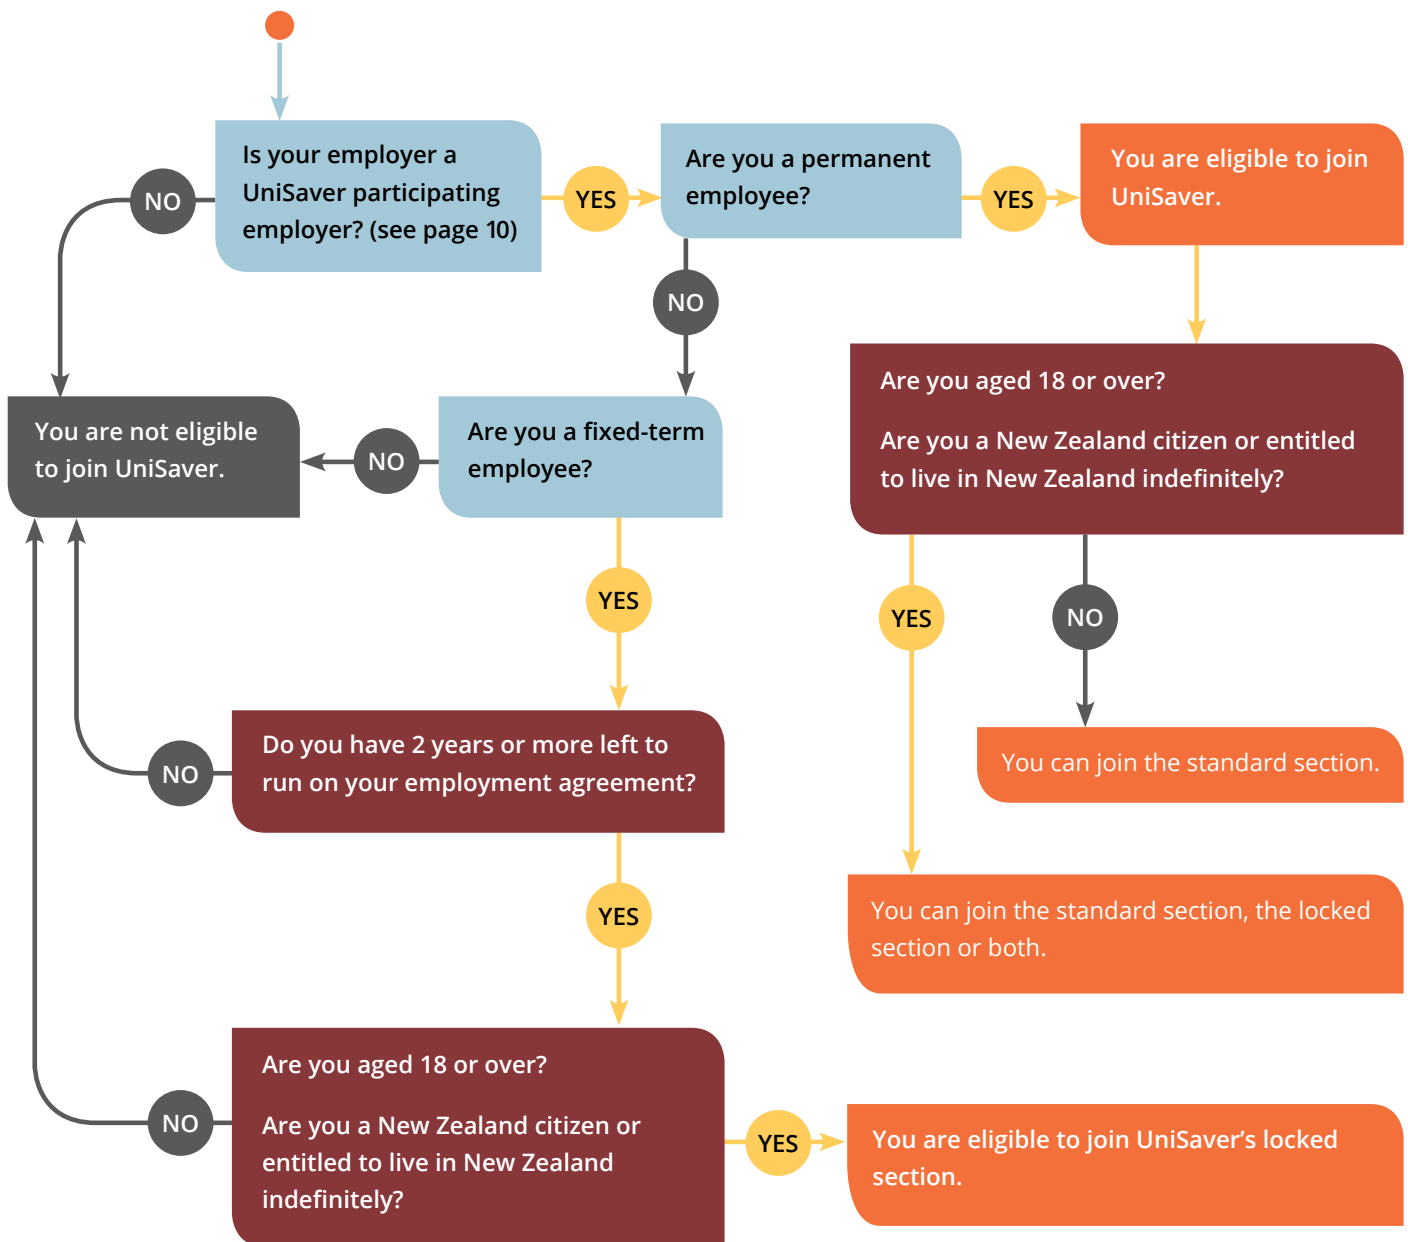 Is your employer a
UniSaver participating
employer? (see page 10)
YES
Are you a permanent
employee?
YES
You are eligible to join
UniSaver.
NO
NO
You are not eligible
to join UniSaver.
NO
Are you a fixed-term
employee?
Are you aged 18 or over?
Are you a New Zealand citizen or entitled
to live in New Zealand indefinitely?
YES
YES
NO
Do you have 2 years or more left to
run on your employment agreement?
NO
You can join the standard section.
YES
You can join the standard section, the locked
section or both.
Are you aged 18 or over?
Are you a New Zealand citizen or
entitled to live in New Zealand
indefinitely?
NO
YES
You are eligible to join UniSaver’s locked
section.